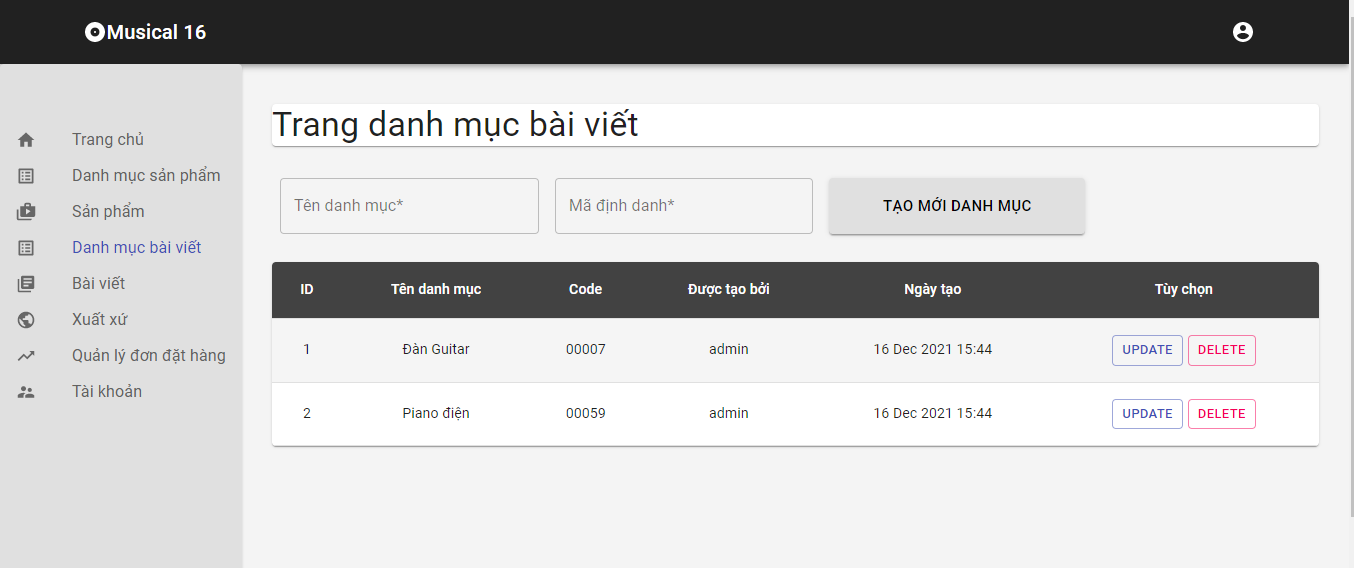 Musical 16
Trang chủ
Danh mục sản phẩm
Sản phẩm
Danh mục bài viết
Bài viết
Xuất xứ
Quản lý đơn đặt hàng
Tài khoản
Trang danh mục bài viết
Tên danh mục*
Mã định danh*
TẠO MỚI DANH MỤC
ID Tên danh mục Code Được tạo bởi Ngày tạo Tùy chọn
1 Đàn Guitar 00007 admin 16 Dec 2021 15:44 UPDATE DELETE
2 Piano điện 00059 admin 16 Dec 2021 15:44 UPDATE DELETE